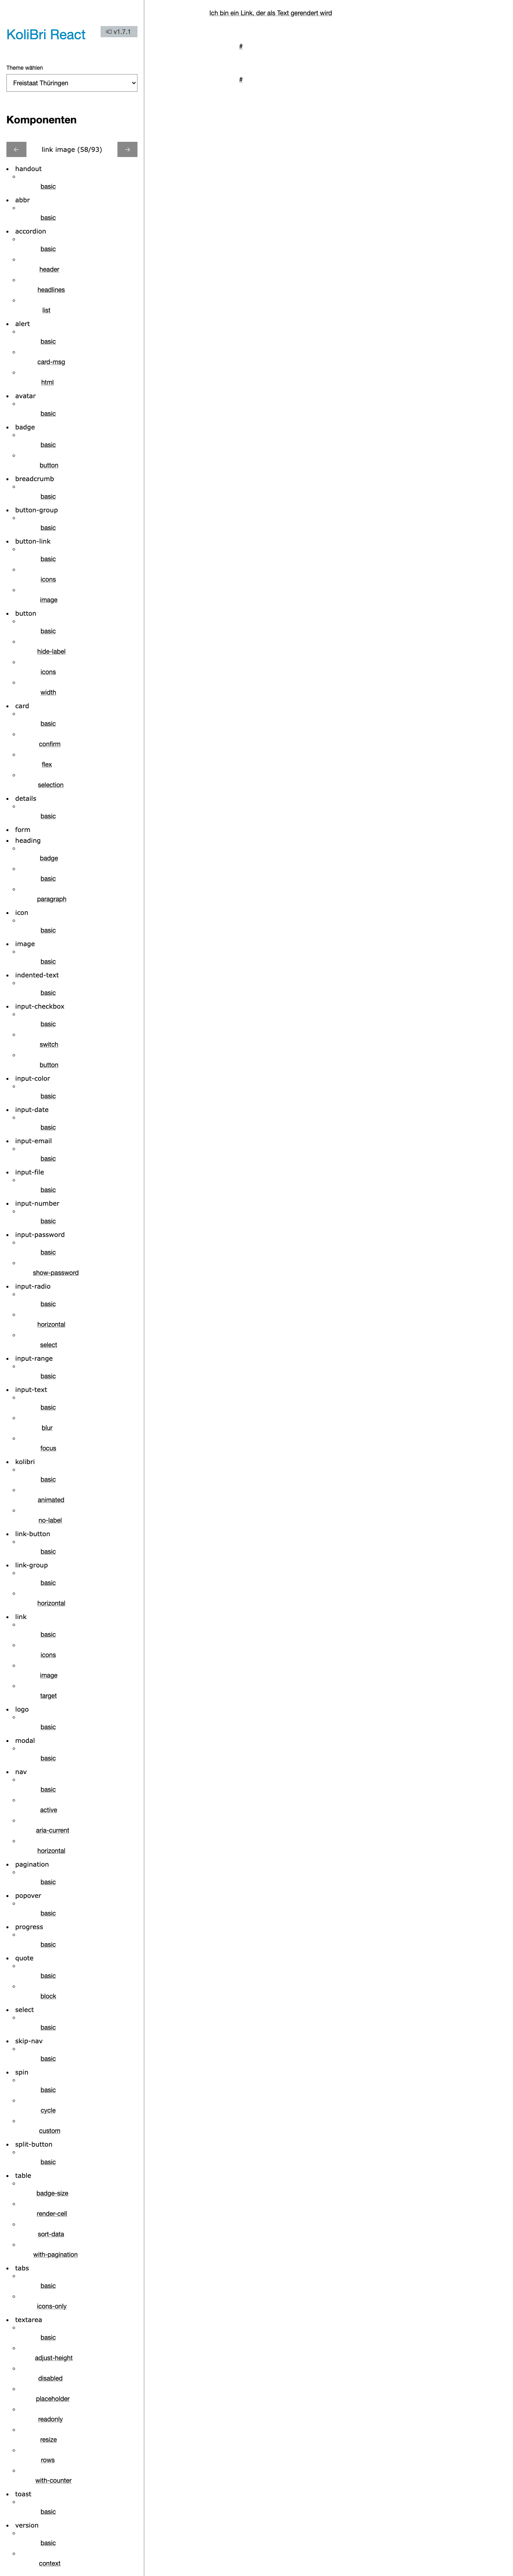 KoliBri React
v1.7.1
Theme wählen
Freistaat Thüringen
Komponenten
← link image (58/93) →
handout
basic
abbr
basic
accordion
basic
header
headlines
list
alert
basic
card-msg
html
avatar
basic
badge
basic
button
breadcrumb
basic
button-group
basic
button-link
basic
icons
image
button
basic
hide-label
icons
width
card
basic
confirm
flex
selection
details
basic
form
heading
badge
basic
paragraph
icon
basic
image
basic
indented-text
basic
input-checkbox
basic
switch
button
input-color
basic
input-date
basic
input-email
basic
input-file
basic
input-number
basic
input-password
basic
show-password
input-radio
basic
horizontal
select
input-range
basic
input-text
basic
blur
focus
kolibri
basic
animated
no-label
link-button
basic
link-group
basic
horizontal
link
basic
icons
image
target
logo
basic
modal
basic
nav
basic
active
aria-current
horizontal
pagination
basic
popover
basic
progress
basic
quote
basic
block
select
basic
skip-nav
basic
spin
basic
cycle
custom
split-button
basic
table
badge-size
render-cell
sort-data
with-pagination
tabs
basic
icons-only
textarea
basic
adjust-height
disabled
placeholder
readonly
resize
rows
with-counter
toast
basic
version
basic
context
Ich bin ein Link, der als Text gerendert wird
#
#